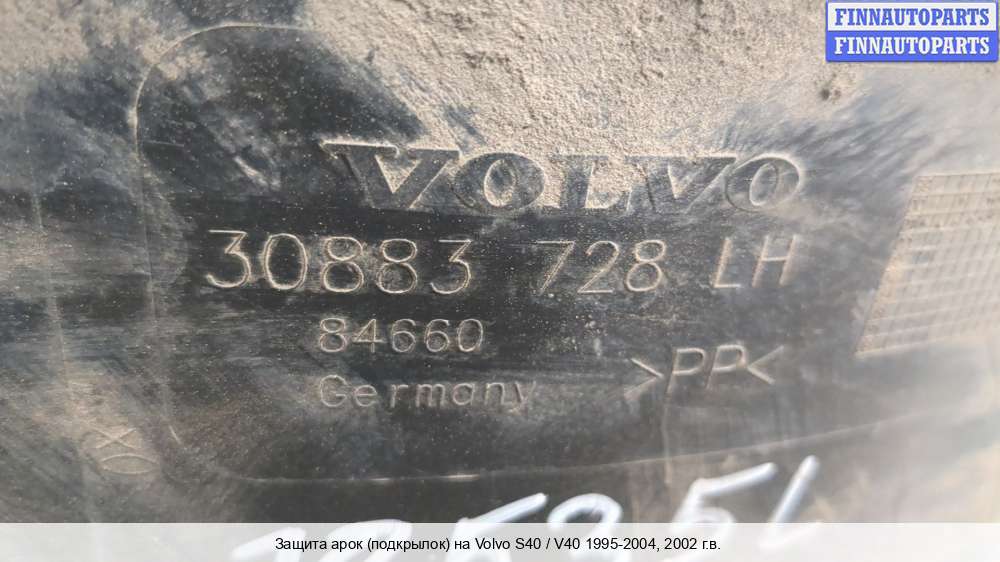 FINNAUTOPARTS
FINNAUTOPARTS
VOLVO
30883 728 LH
84660
Germany >PP<
Защита арок (подкрылок) на Volvo S40 / V40 1995-2004, 2002 г.в.